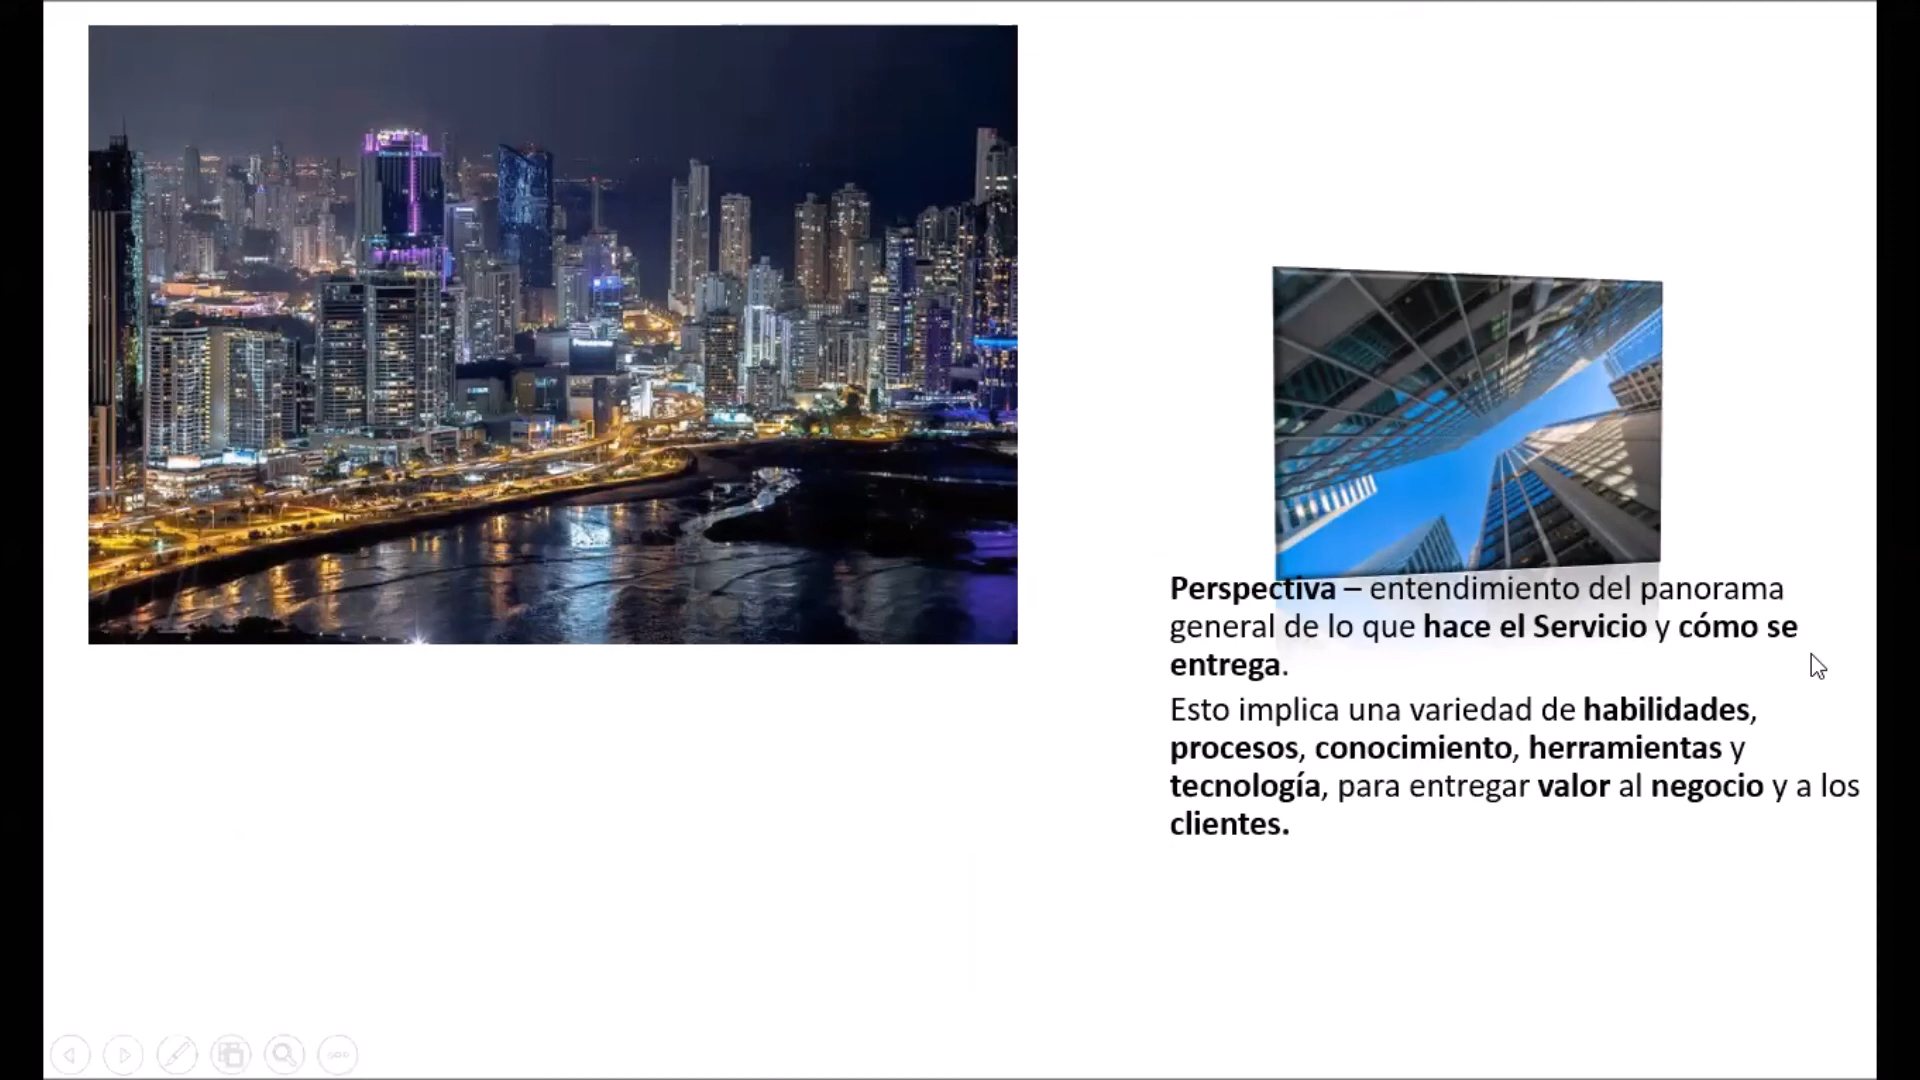 Perspectiva – entendimiento del panorama
general de lo que hace el Servicio y cómo se
entrega.
Esto implica una variedad de habilidades,
procesos, conocimiento, herramientas y
tecnología, para entregar valor al negocio y a los
clientes.